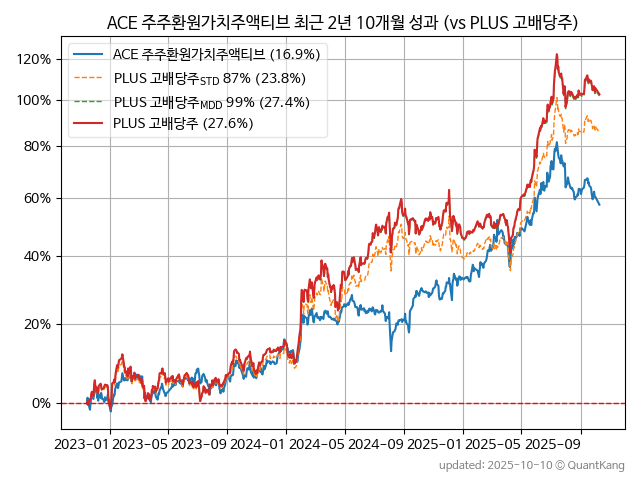 ACE 주주환원가치주액티브 최근 2년 10개월 성과 (vs PLUS 고배당주)
ACE 주주환원가치주액티브 (16.9%)
PLUS 고배당주STD 87% (23.8%)
PLUS 고배당주MDD 99% (27.4%)
PLUS 고배당주 (27.6%)
120%
100%
80%
60%
40%
20%
0%
2023-01 2023-05 2023-09 2024-01 2024-05 2024-09 2025-01 2025-05 2025-09
updated: 2025-10-10 © QuantKang